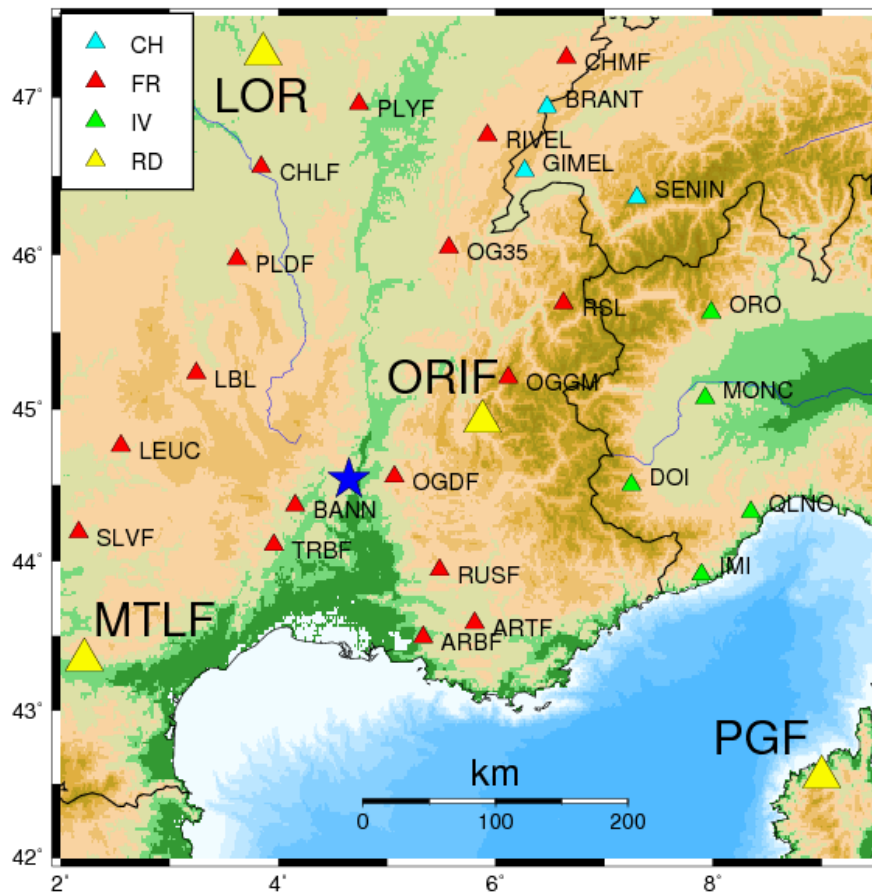 CH
FR
IV
RD
47°
46°
45°
44°
43°
42°
2°
4°
6°
8°
LOR
CHMF
BRANT
PLYF
RIVEL
GIMEL
CHLF
SENIN
OG35
PLDF
RSL
ORO
ORIF
OGGM
LBL
MONC
LEUC
OGDF
DOI
BANN
QLNO
SLVF
TRBF
RUSF
IMI
MTLF
ARTF
ARBF
PGF
km
0
100
200